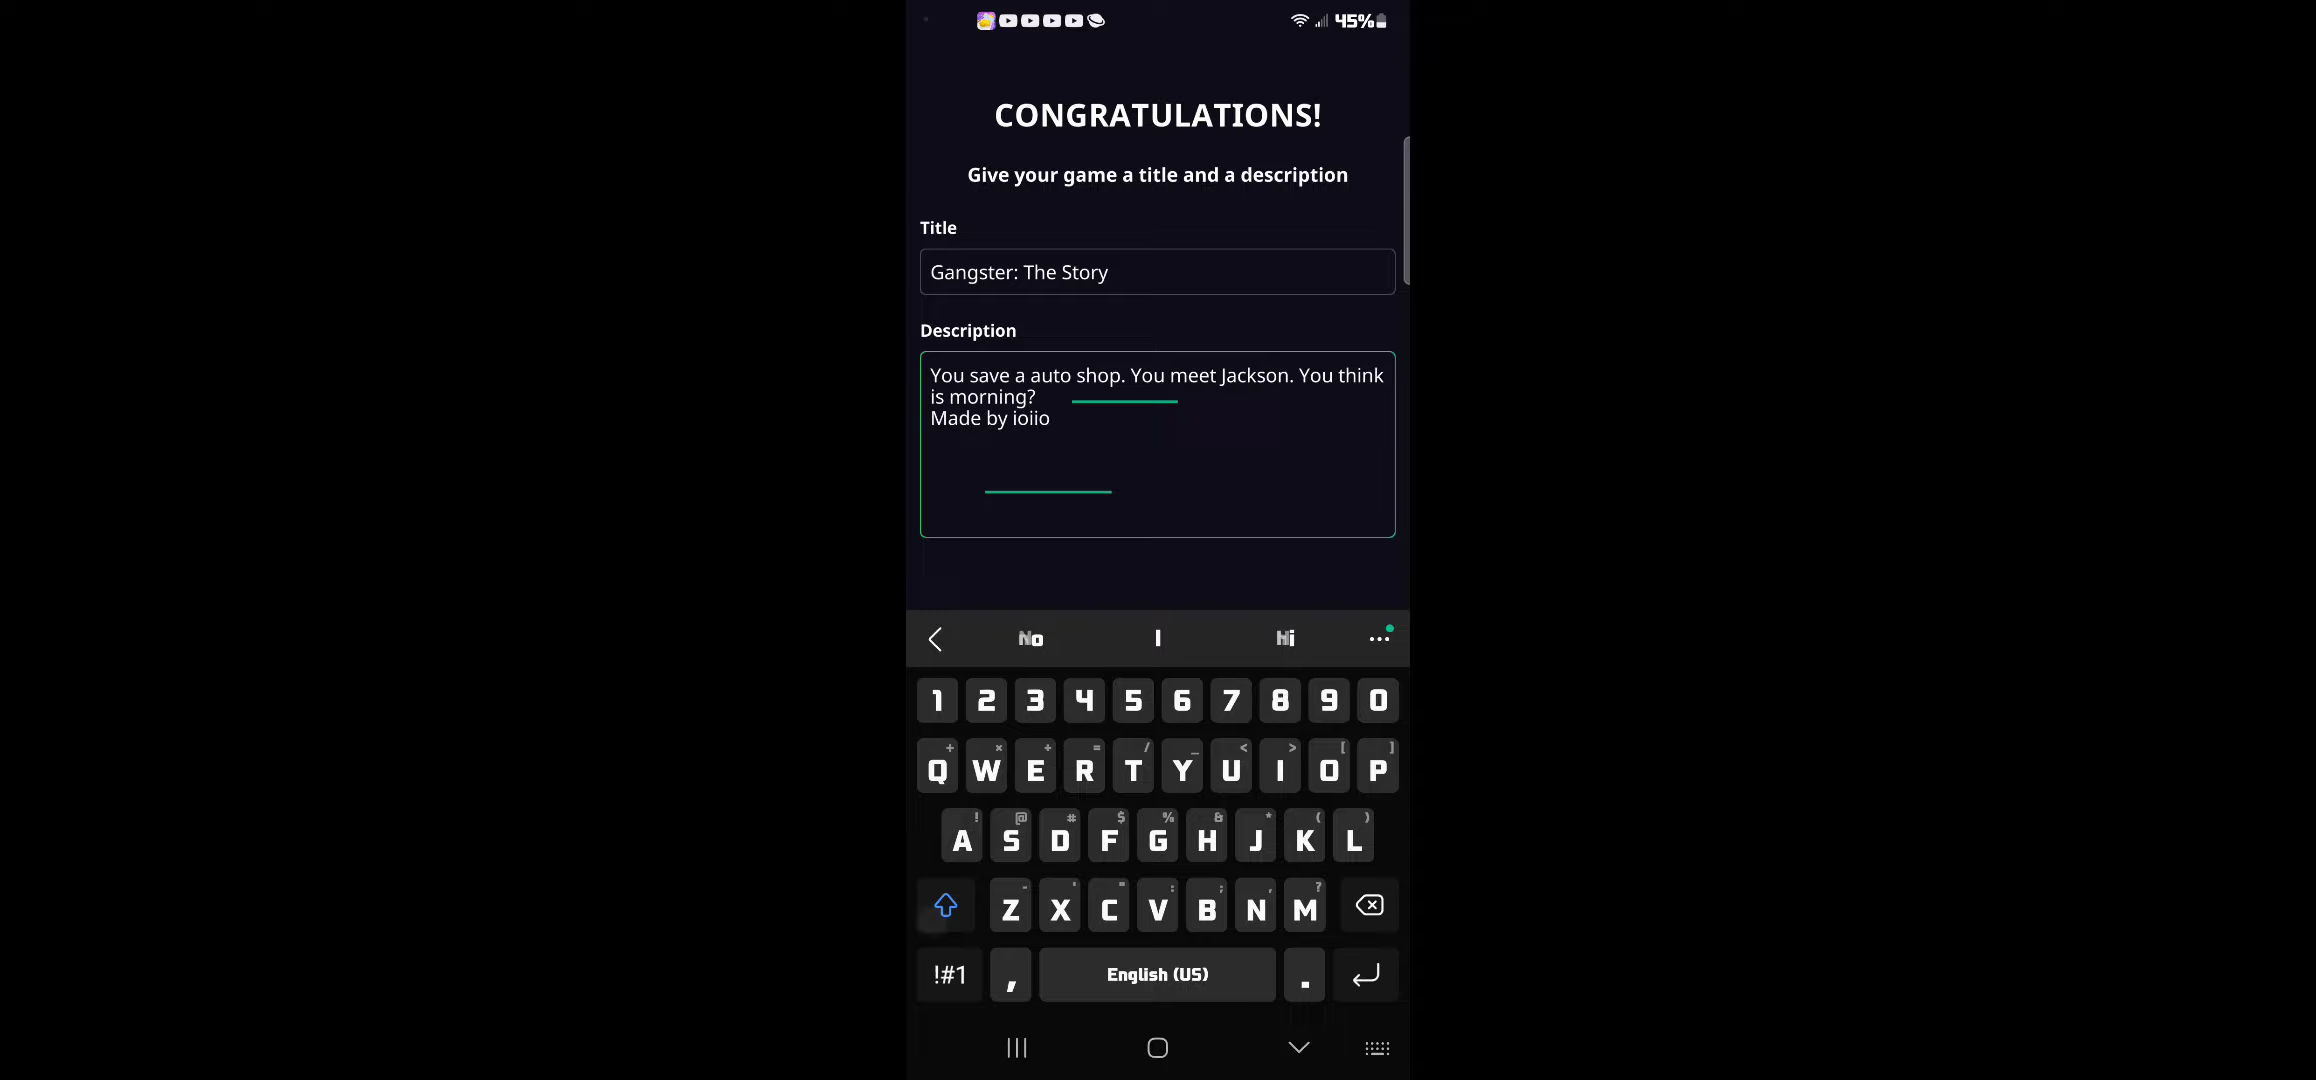 45%
CONGRATULATIONS!
Give your game a title and a description
Title
Gangster: The Story
Description
You save a auto shop. You meet Jackson. You think
is morning?
Made by ioiio
No I Hi
1 2 3 4 5 6 7 8 9 0
+ × ÷ = / _ < > [ ]
Q W E R T Y U I O P
! @ # $ % & * ( )
A S D F G H J K L
- ' " : ; , ?
Z X C V B N M
!#1 , English (US) .